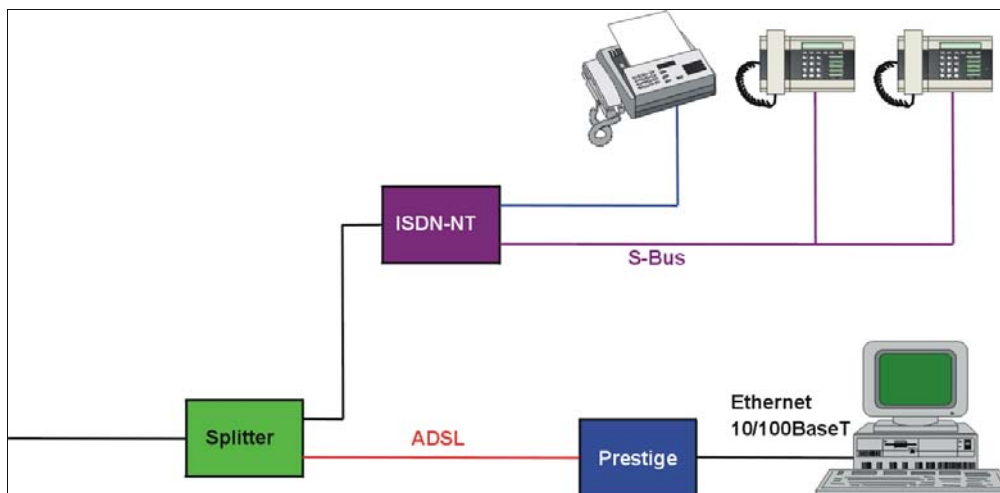 ISDN-NT
S-Bus
Splitter
ADSL
Prestige
Ethernet
10/100BaseT